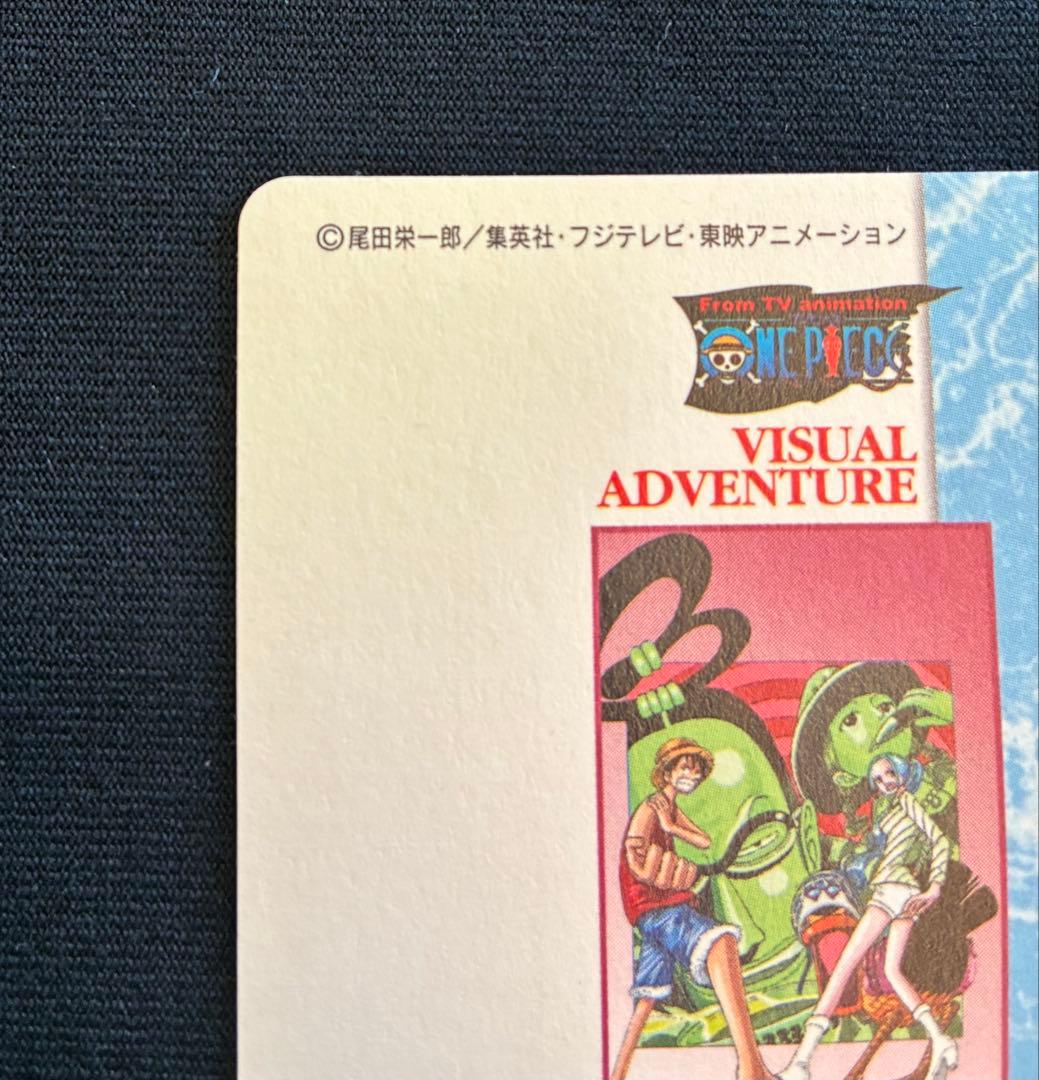 ©尾田栄一郎／集英社・フジテレビ・東映アニメーション
From TV animation
ONE PIECE
VISUAL
ADVENTURE